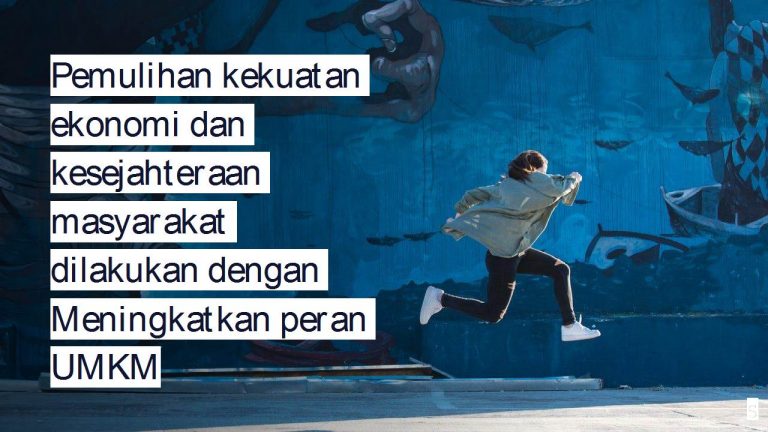 Pemulihan kekuatan
ekonomi dan
kesejahteraan
masyarakat
dilakukan dengan
Meningkatkan peran
UMKM